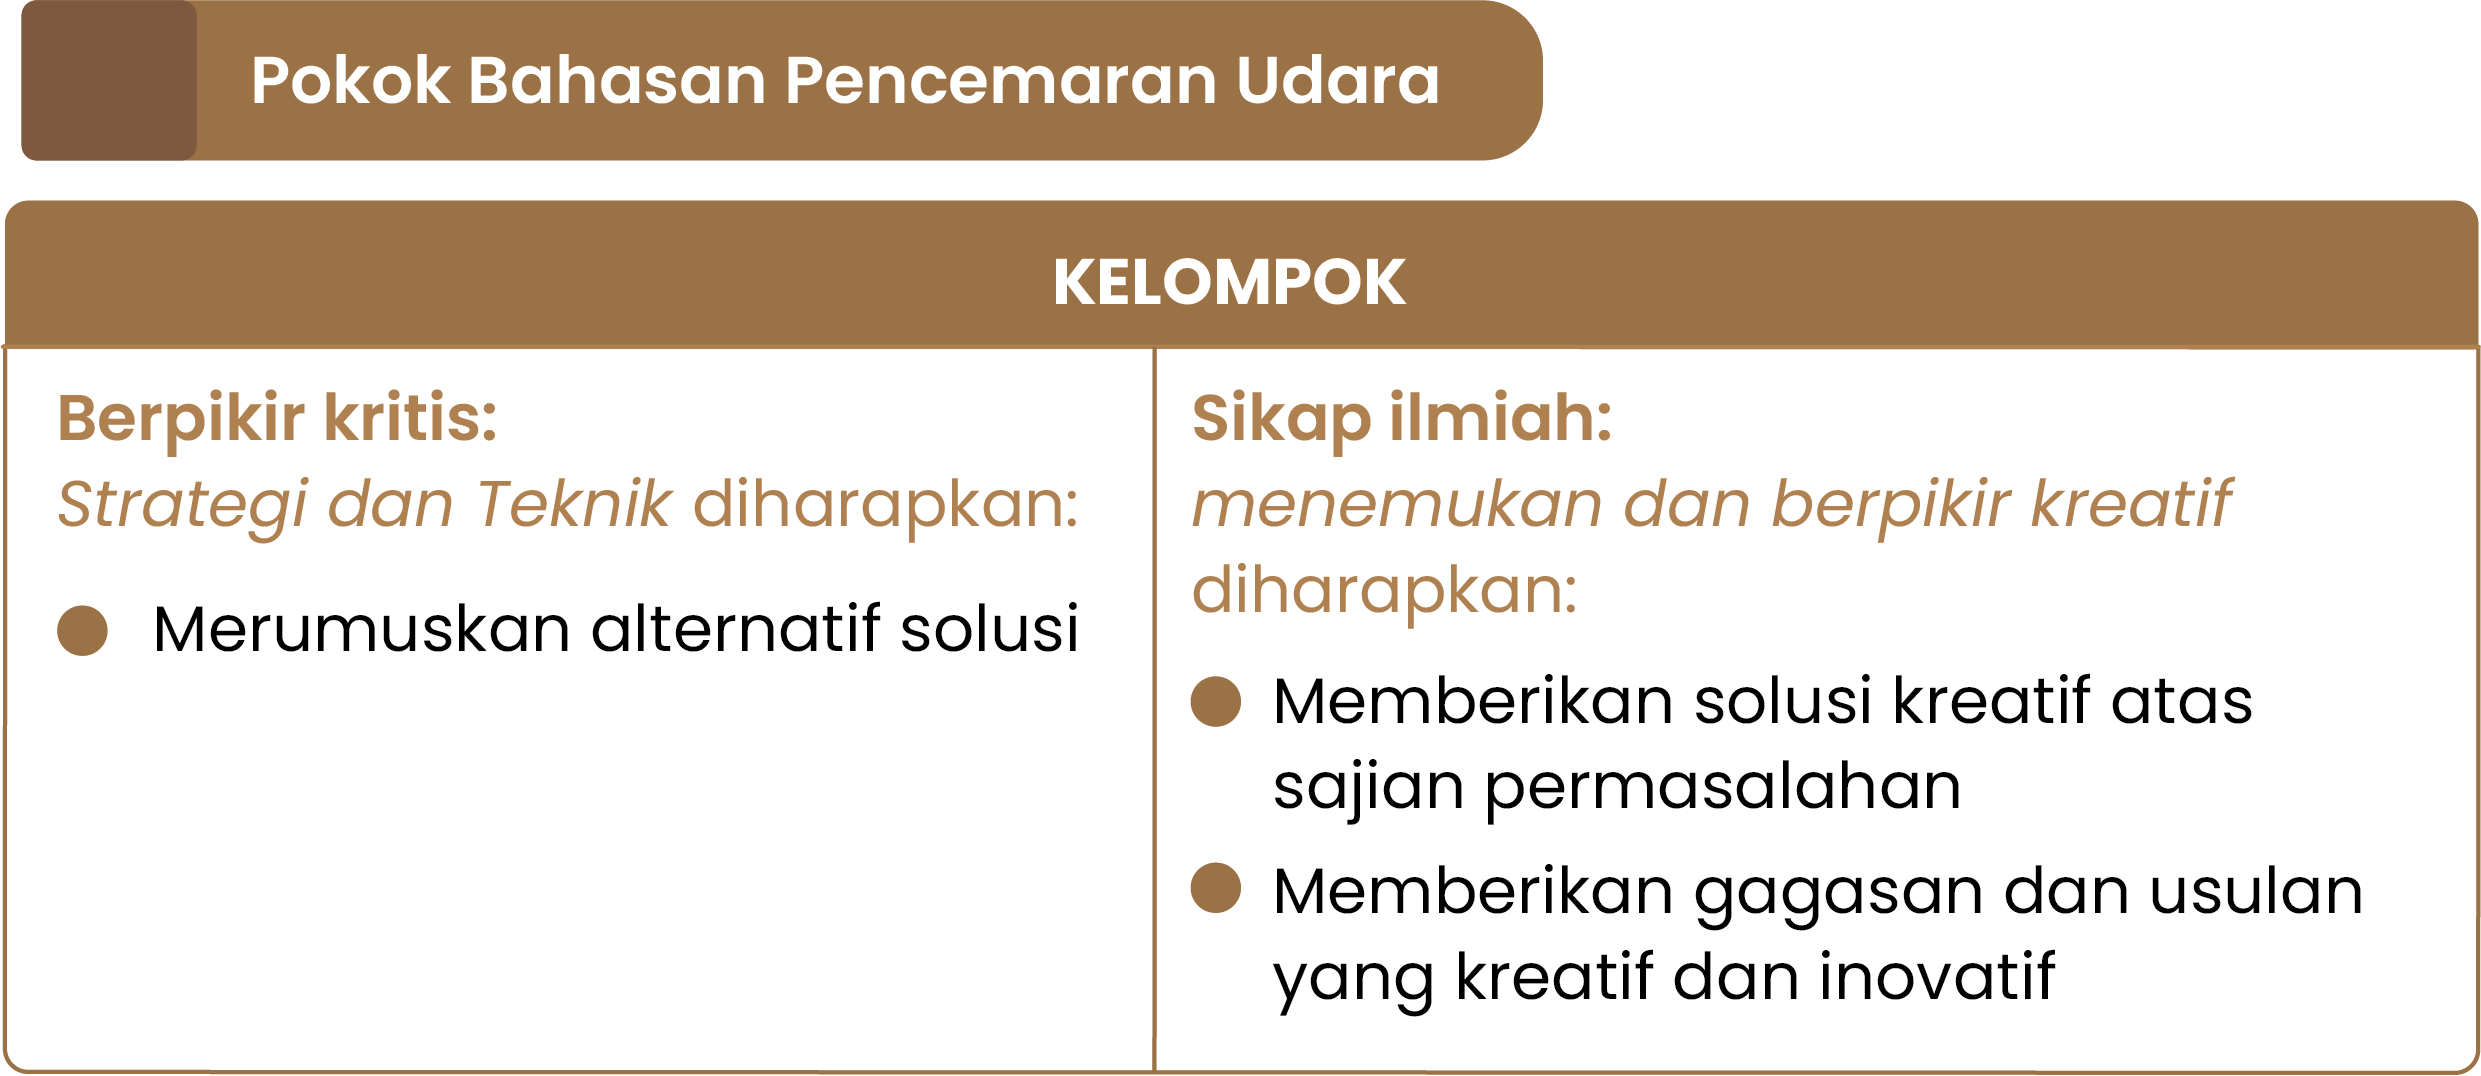 Pokok Bahasan Pencemaran Udara
KELOMPOK
Berpikir kritis:
Strategi dan Teknik diharapkan:
Merumuskan alternatif solusi
Sikap ilmiah:
menemukan dan berpikir kreatif
diharapkan:
Memberikan solusi kreatif atas
sajian permasalahan
Memberikan gagasan dan usulan
yang kreatif dan inovatif